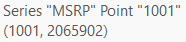 Series "MSRP" Point "1001"
(1001, 2065902)